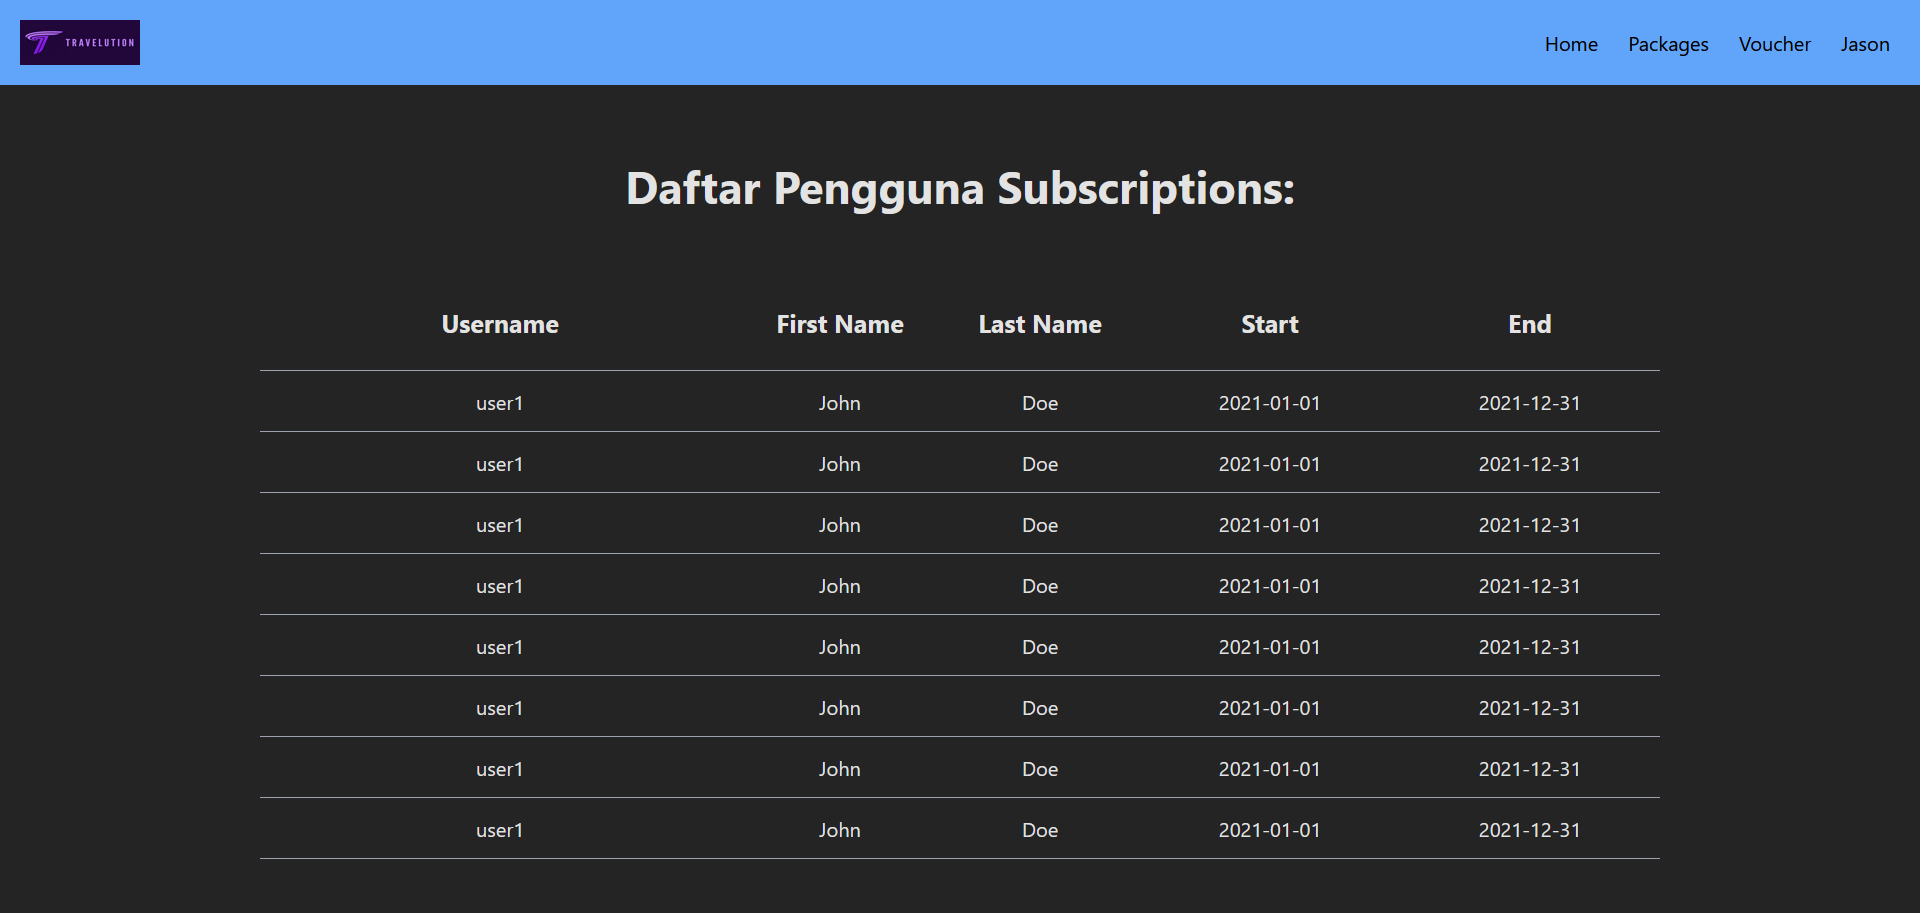 TRAVELUTION
Home Packages Voucher Jason
Daftar Pengguna Subscriptions:
Username First Name Last Name Start End
user1 John Doe 2021-01-01 2021-12-31
user1 John Doe 2021-01-01 2021-12-31
user1 John Doe 2021-01-01 2021-12-31
user1 John Doe 2021-01-01 2021-12-31
user1 John Doe 2021-01-01 2021-12-31
user1 John Doe 2021-01-01 2021-12-31
user1 John Doe 2021-01-01 2021-12-31
user1 John Doe 2021-01-01 2021-12-31